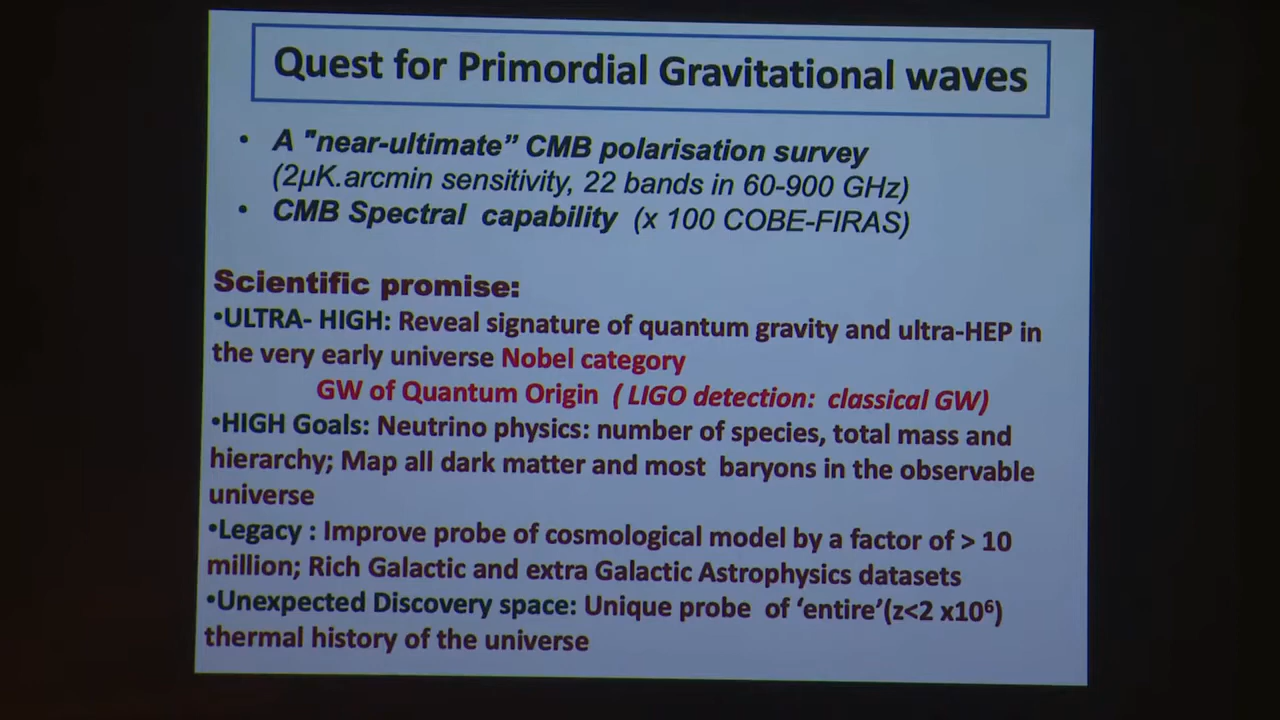 Quest for Primordial Gravitational waves
• A "near-ultimate” CMB polarisation survey
(2μK.arcmin sensitivity, 22 bands in 60-900 GHz)
• CMB Spectral capability (x 100 COBE-FIRAS)
Scientific promise:
•ULTRA- HIGH: Reveal signature of quantum gravity and ultra-HEP in
the very early universe Nobel category
GW of Quantum Origin ( LIGO detection: classical GW)
•HIGH Goals: Neutrino physics: number of species, total mass and
hierarchy; Map all dark matter and most baryons in the observable
universe
•Legacy : Improve probe of cosmological model by a factor of > 10
million; Rich Galactic and extra Galactic Astrophysics datasets
•Unexpected Discovery space: Unique probe of ‘entire’(z<2 x10⁶)
thermal history of the universe